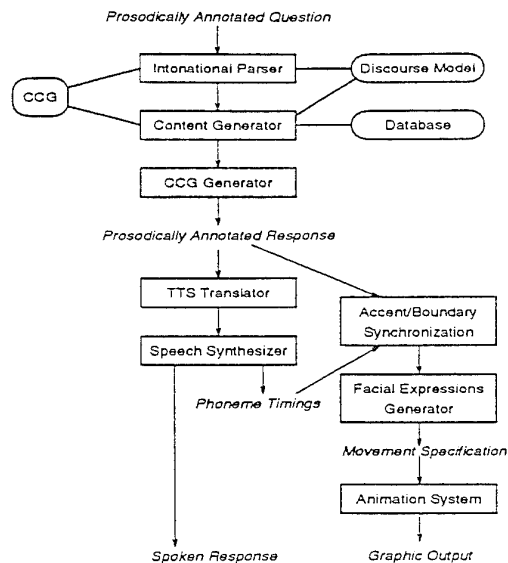 Prosodically Annotated Question
Intonational Parser
Discourse Model
CCG
Content Generator
Database
CCG Generator
Prosodically Annotated Response
TTS Translator
Accent/Boundary
Synchronization
Speech Synthesizer
Phoneme Timings
Facial Expressions
Generator
Movement Specification
Animation System
Spoken Response
Graphic Output